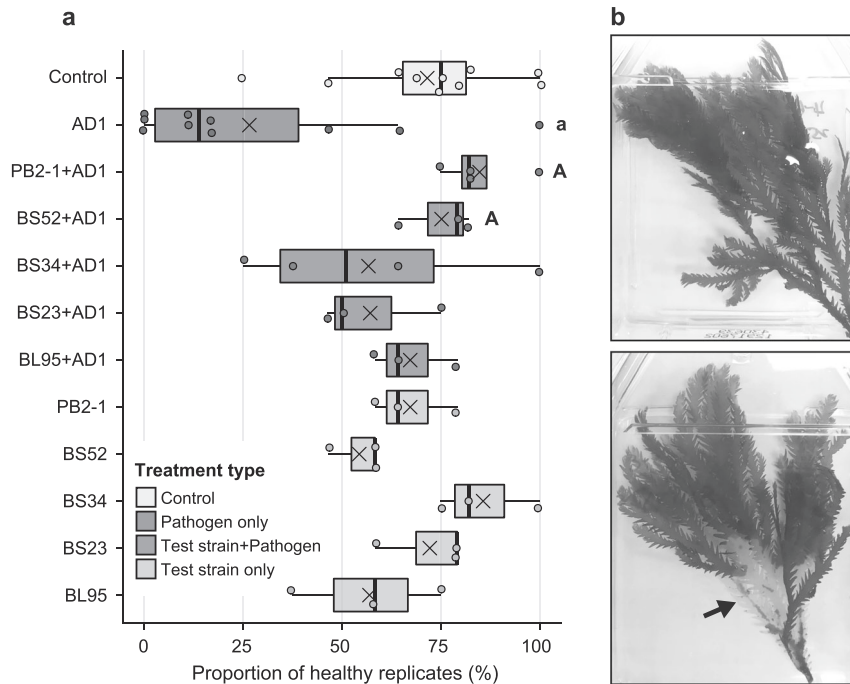 a
b
Control
AD1
a
PB2-1+AD1
A
BS52+AD1
A
BS34+AD1
BS23+AD1
BL95+AD1
PB2-1
BS52
BS34
BS23
BL95
Treatment type
Control
Pathogen only
Test strain+Pathogen
Test strain only
0
25
50
75
100
Proportion of healthy replicates (%)